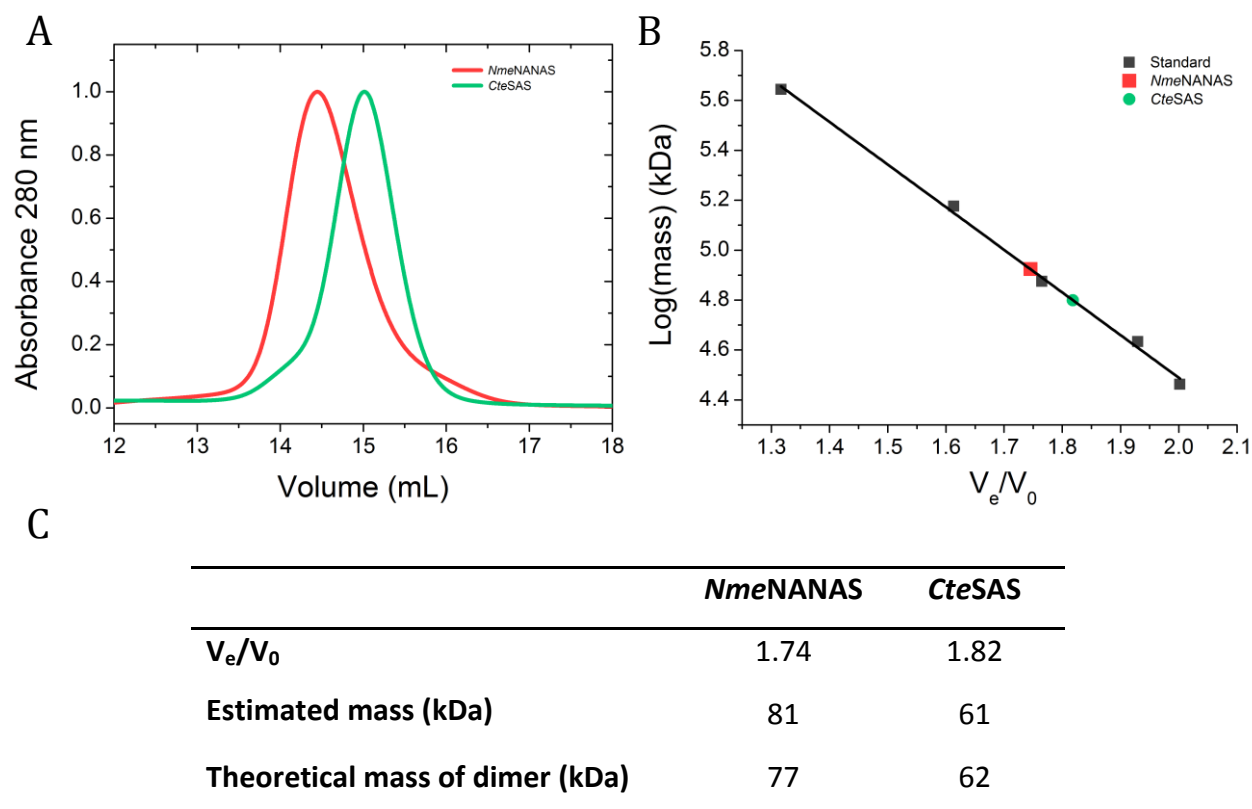 A
NmeNANAS
CteSAS
1.0
0.8
0.6
0.4
0.2
0.0
Absorbance 280 nm
12 13 14 15 16 17 18
Volume (mL)
B
Standard
NmeNANAS
CteSAS
5.8
5.6
5.4
5.2
5.0
4.8
4.6
4.4
Log(mass) (kDa)
1.3 1.4 1.5 1.6 1.7 1.8 1.9 2.0 2.1
Ve/V0
C
NmeNANAS CteSAS
Ve/V0 1.74 1.82
Estimated mass (kDa) 81 61
Theoretical mass of dimer (kDa) 77 62